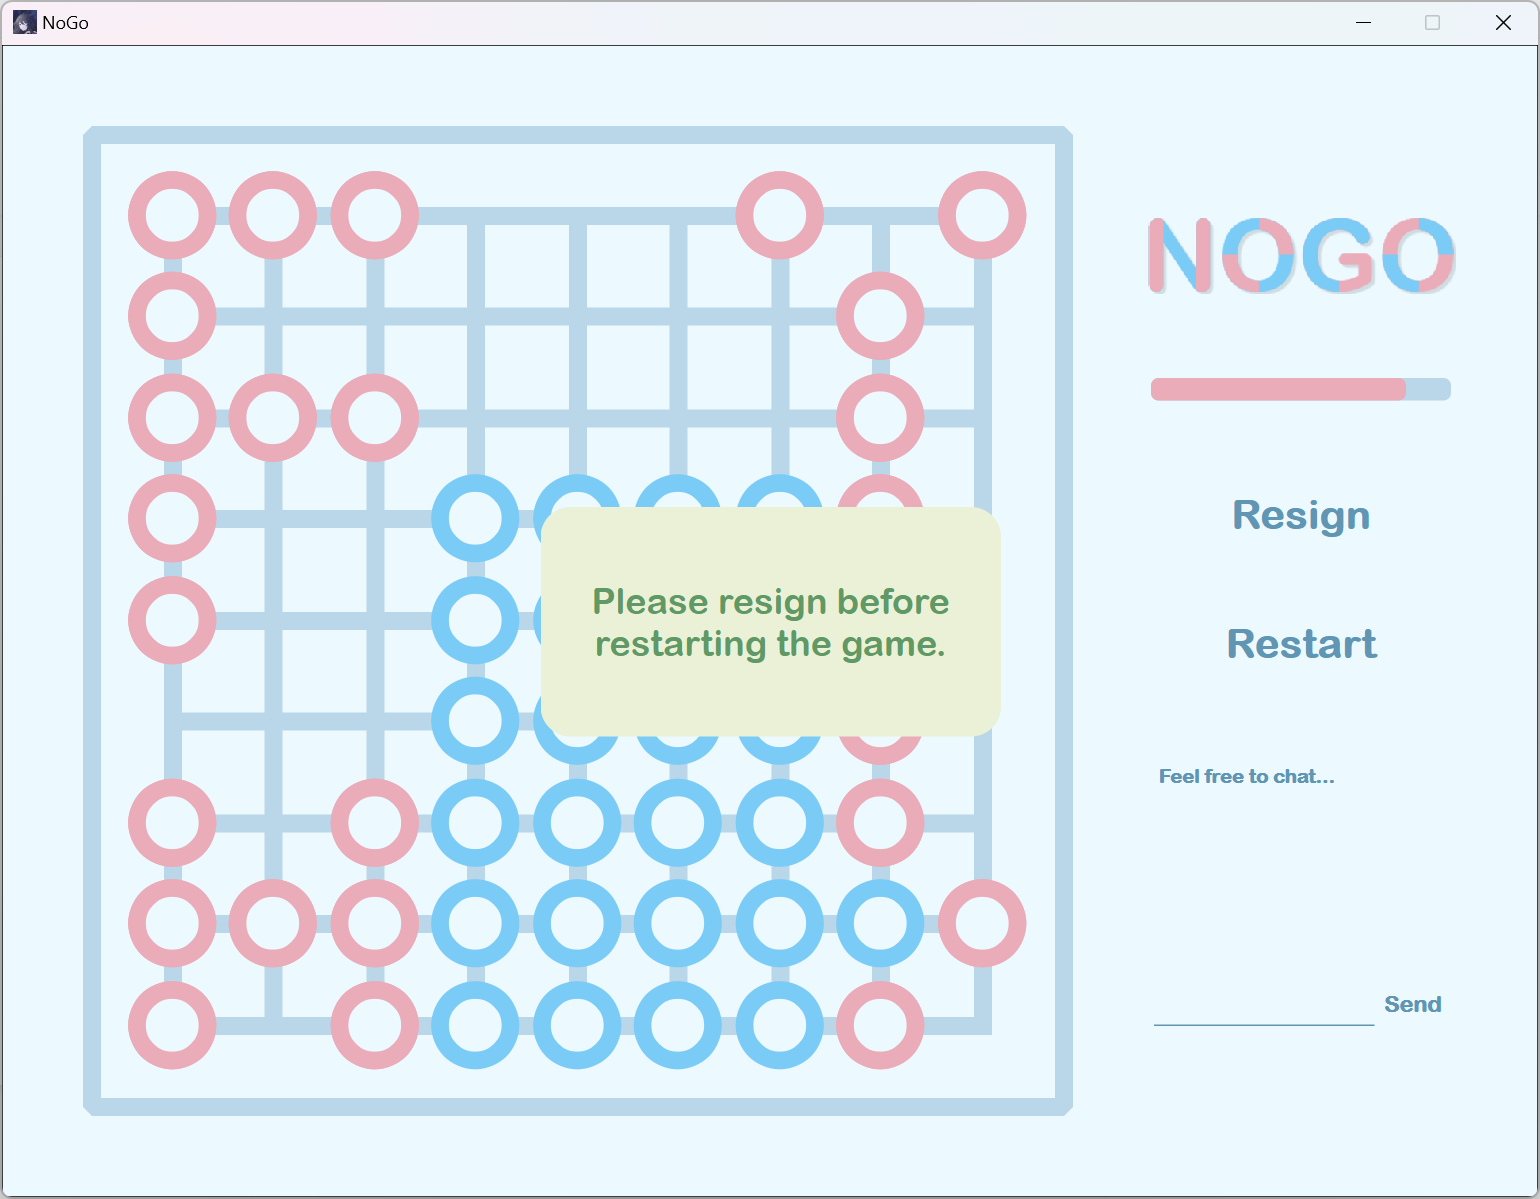 NoGo
NOGO
Resign
Please resign before
restarting the game.
Restart
Feel free to chat...
Send